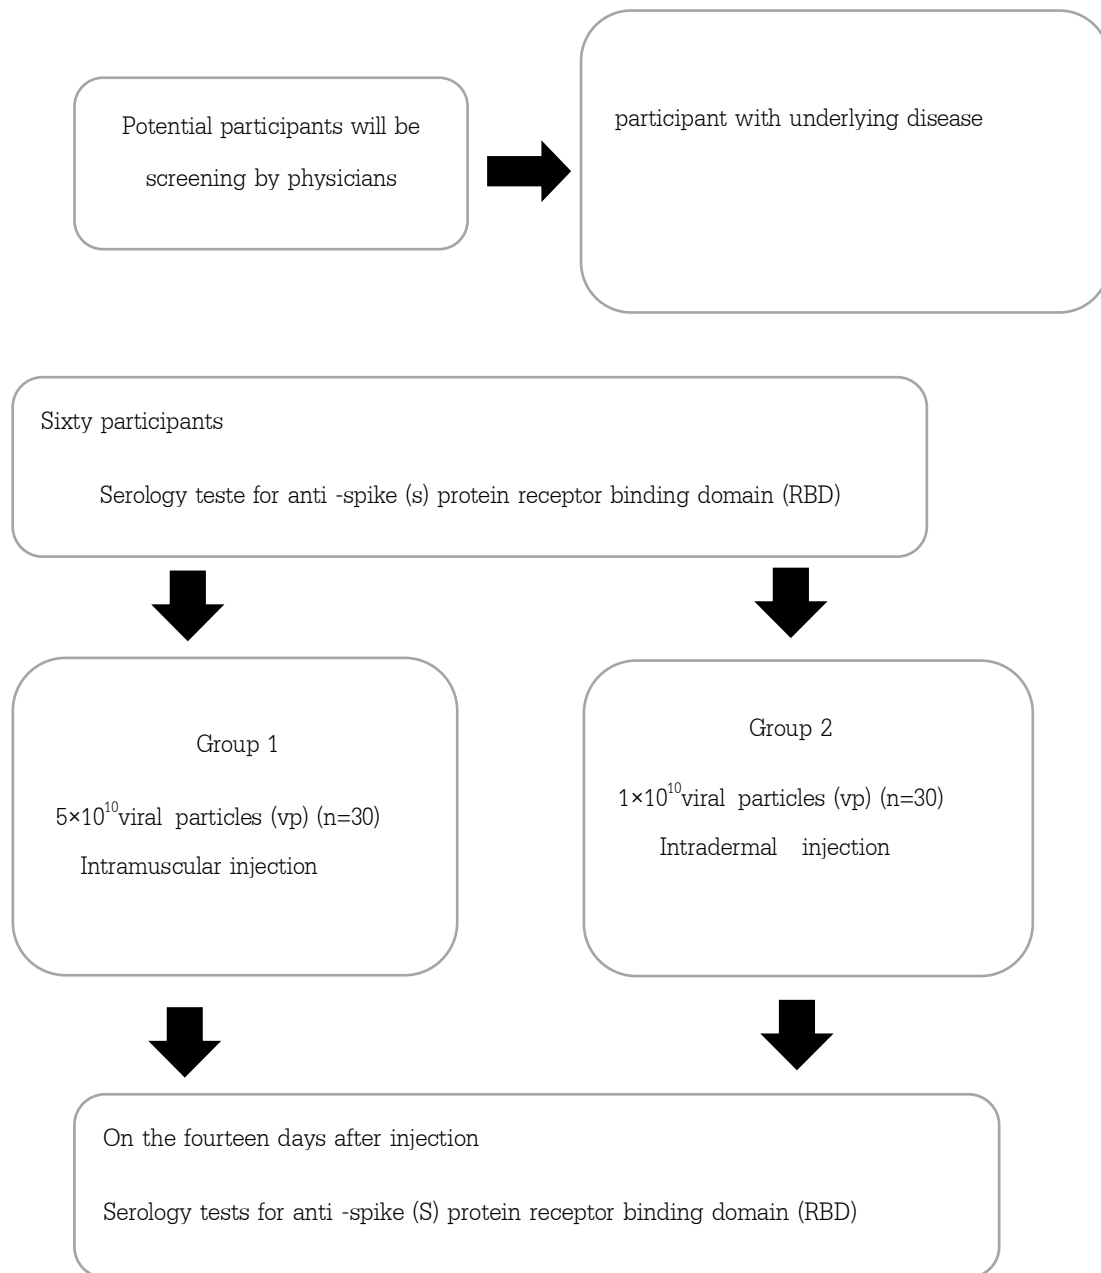 Potential participants will be
screening by physicians
participant with underlying disease
Sixty participants
Serology teste for anti -spike (s) protein receptor binding domain (RBD)
Group 1
5×10¹⁰viral particles (vp) (n=30)
Intramuscular injection
Group 2
1×10¹⁰viral particles (vp) (n=30)
Intradermal injection
On the fourteen days after injection
Serology tests for anti -spike (S) protein receptor binding domain (RBD)